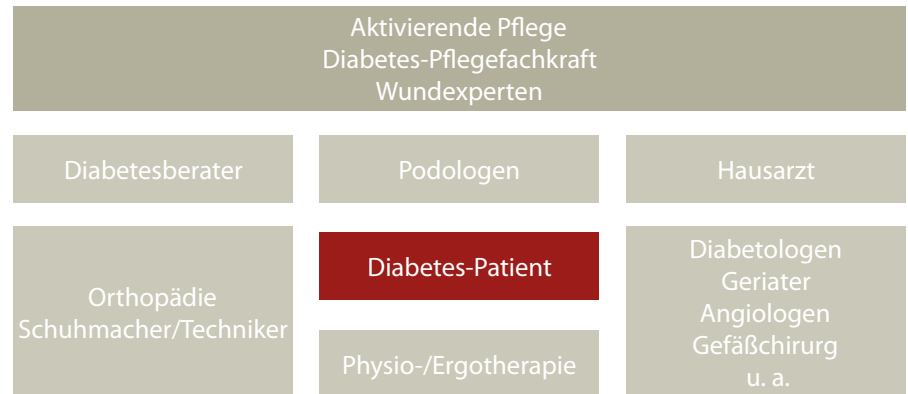 Aktivierende Pflege
Diabetes-Pflegefachkraft
Wundexperten
Diabetesberater
Podologen
Hausarzt
Orthopädie
Schuhmacher/Techniker
Diabetes-Patient
Physio-/Ergotherapie
Diabetologen
Geriater
Angiologen
Gefäßchirurg
u. a.